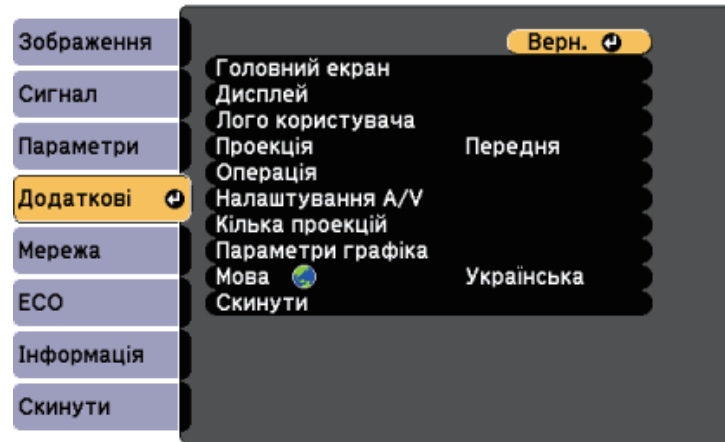 Зображення
Сигнал
Параметри
Додаткові
Мережа
ECO
Інформація
Скинути
Верн.
Головний екран
Дисплей
Лого користувача
Проекція Передня
Операція
Налаштування A/V
Кілька проекцій
Параметри графіка
Мова Українська
Скинути